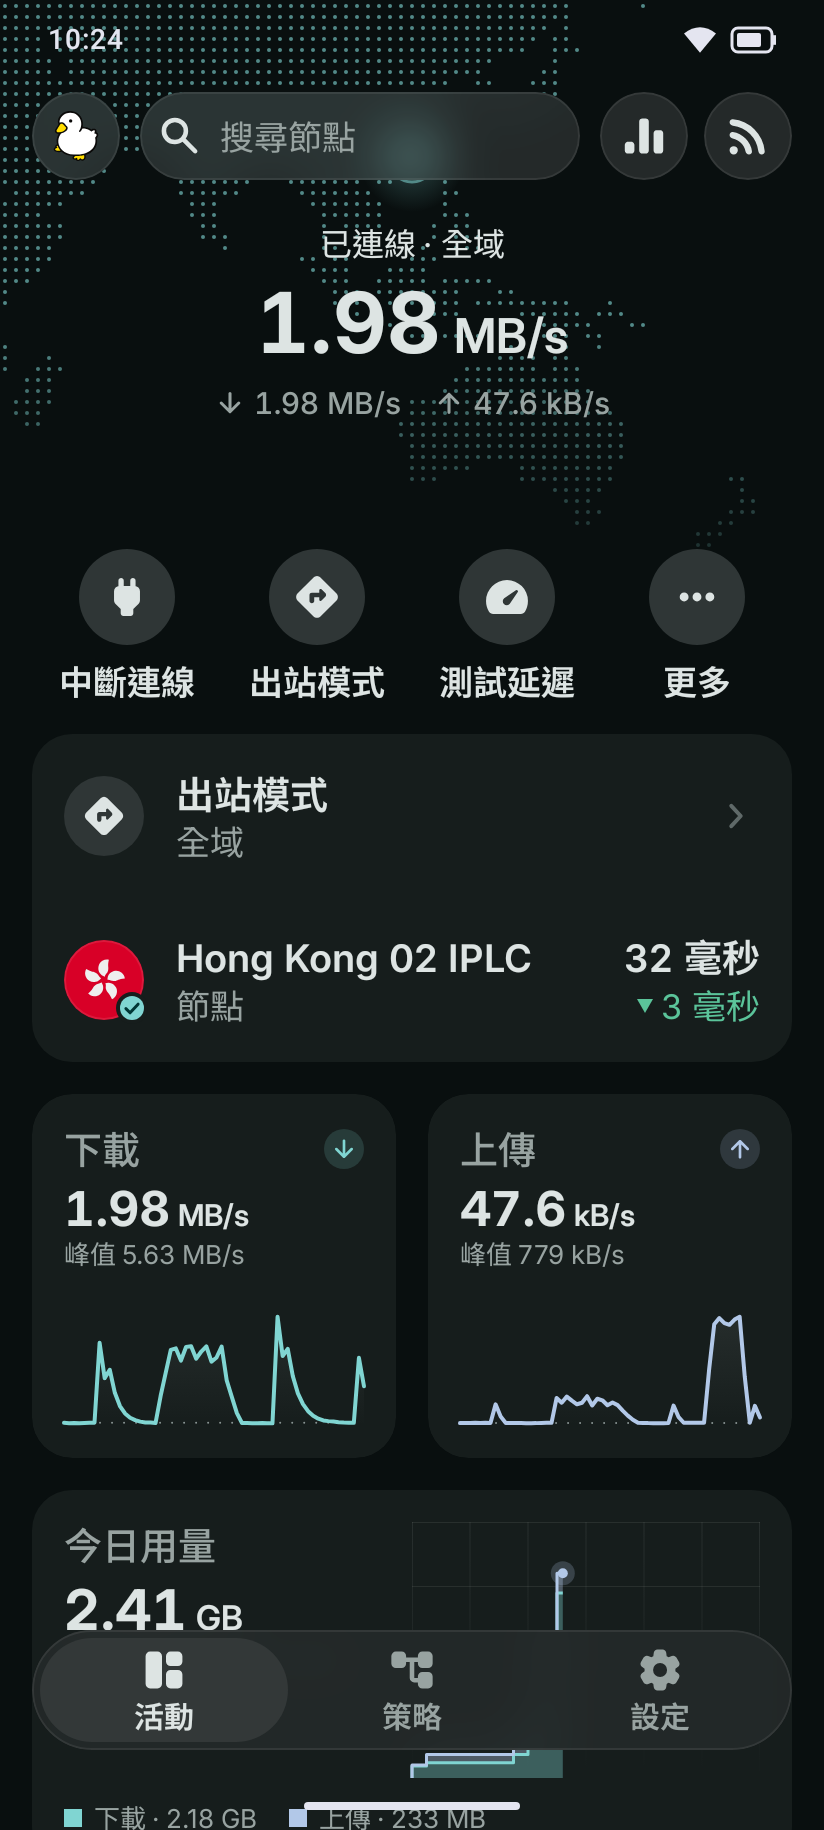 10:24
搜尋節點
已連線 · 全域
1.98 MB/s
↓ 1.98 MB/s ↑ 47.6 kB/s
中斷連線 出站模式 測試延遲 更多
出站模式
全域
Hong Kong 02 IPLC 32 毫秒
節點 ▼3 毫秒
下載 上傳
1.98 MB/s 47.6 kB/s
峰值 5.63 MB/s 峰值 779 kB/s
今日用量
2.41 GB
活動 策略 設定
下載 · 2.18 GB 上傳 · 233 MB